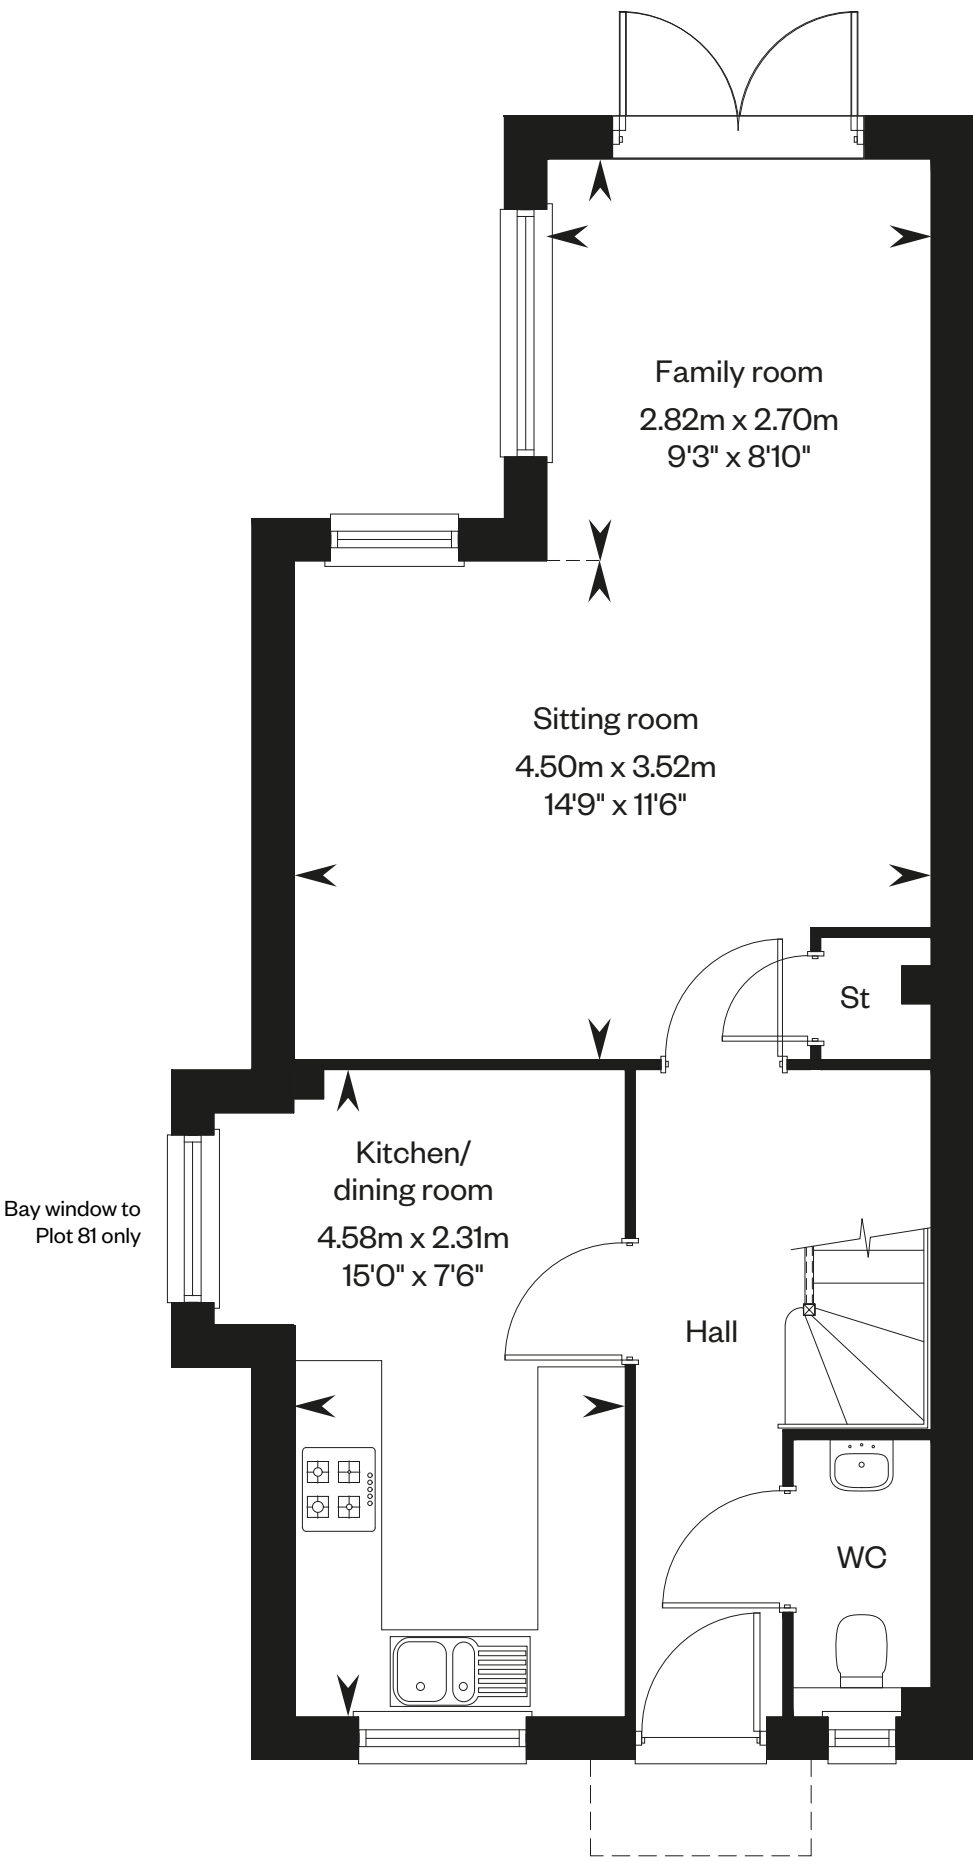 Family room
2.82m x 2.70m
9'3" x 8'10"
Sitting room
4.50m x 3.52m
14'9" x 11'6"
St
Kitchen/
dining room
4.58m x 2.31m
15'0" x 7'6"
Bay window to
Plot 81 only
Hall
WC